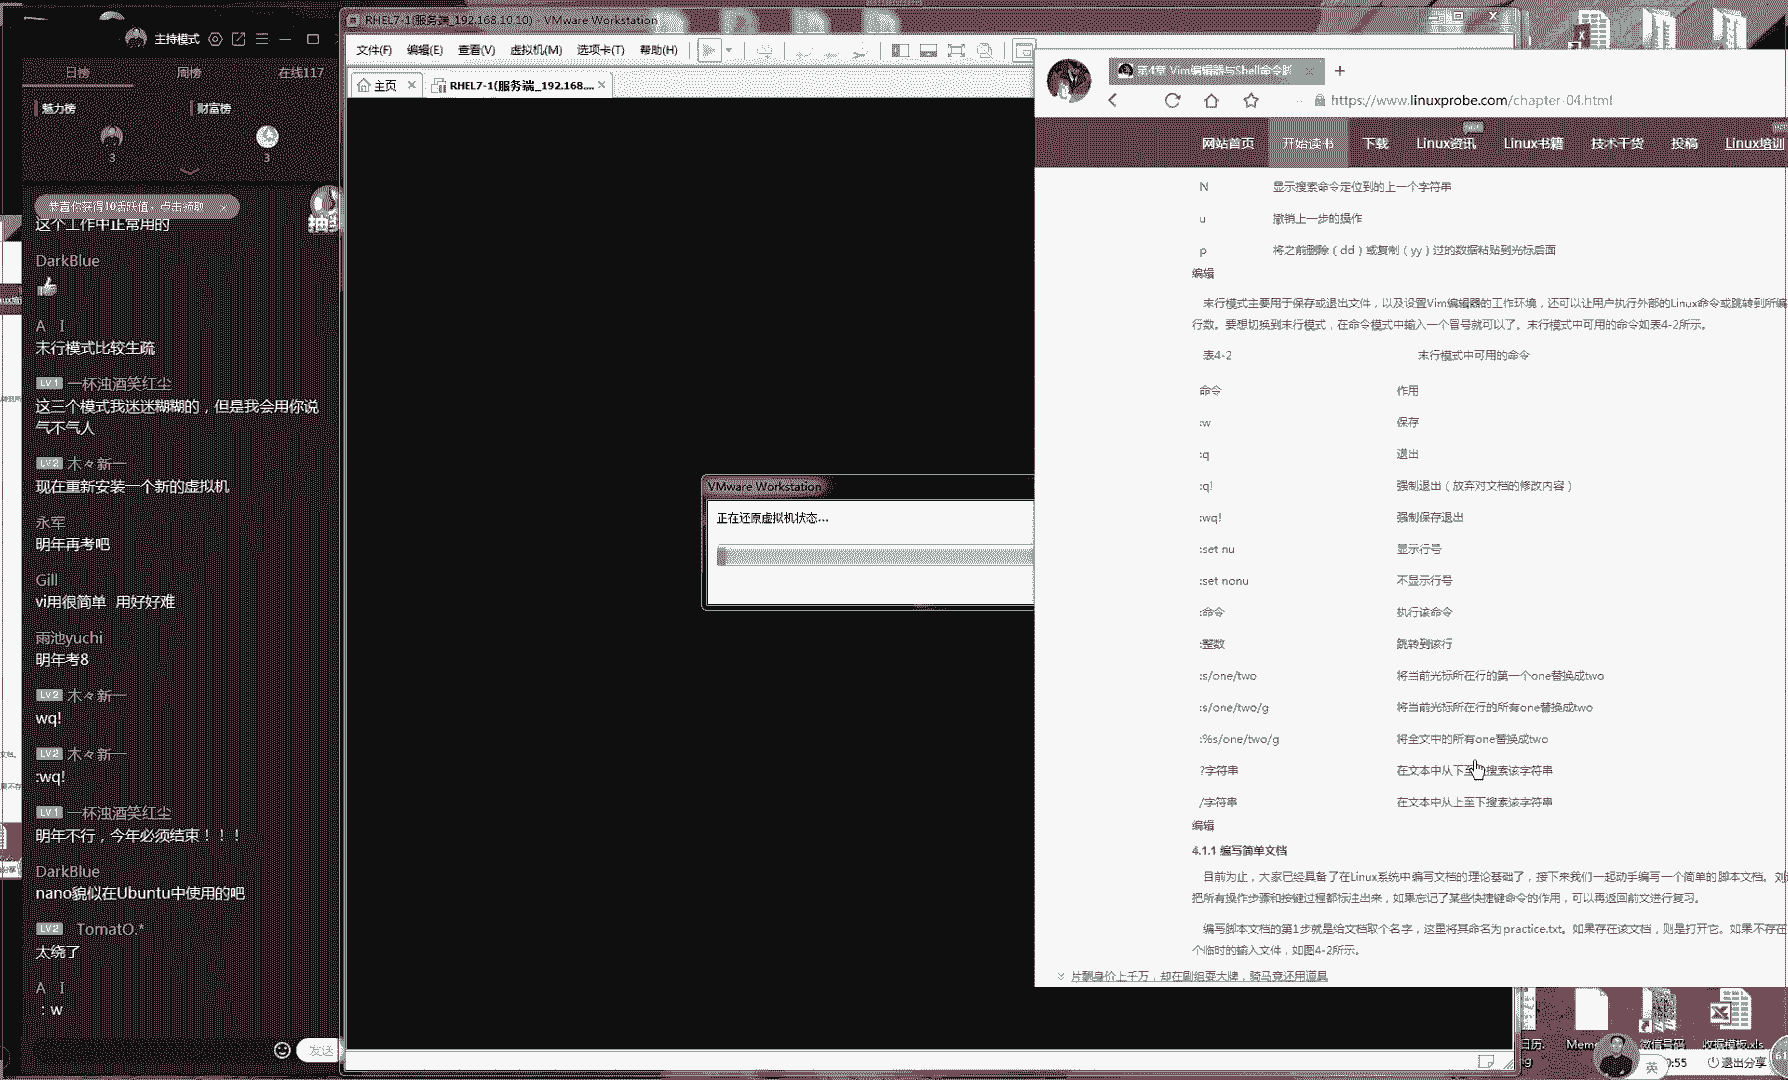 主持模式
日榜 周榜 在线117
魅力榜 财富榜
3 3
恭喜你获得10活跃值，点击领取
这个工作中正常用的
DarkBlue
A I
末行模式比较生疏
LV1 一杯浊酒笑红尘
这三个模式我迷迷糊糊的，但是我会用你说
气不气人
LV2 木々新一
现在重新安装一个新的虚拟机
永军
明年再考吧
Gill
vi用很简单 用好好难
雨池yuchi
明年考8
LV2 木々新一
wq!
LV2 木々新一
:wq!
LV1 一杯浊酒笑红尘
明年不行，今年必须结束！！！
DarkBlue
nano貌似在Ubuntu中使用的吧
LV2 TomatO.*
太绕了
A I
：w
发送
RHEL7-1(服务端_192.168.10.10) - VMware Workstation
文件(F) 编辑(E) 查看(V) 虚拟机(M) 选项卡(T) 帮助(H)
主页 RHEL7-1(服务端_192.168....
VMware Workstation
正在还原虚拟机状态...
第4章 Vim编辑器与Shell命令脚
https://www.linuxprobe.com/chapter-04.html
网站首页 开始读书 下载 Linux资讯 Linux书籍 技术干货 投稿 Linux培训
N 显示搜索命令定位到的上一个字符串
u 撤销上一步的操作
p 将之前删除（dd）或复制（yy）过的数据粘贴到光标后面
编辑
末行模式主要用于保存或退出文件，以及设置Vim编辑器的工作环境，还可以让用户执行外部的Linux命令或跳转到所编
行数。要想切换到末行模式，在命令模式中输入一个冒号就可以了。末行模式中可用的命令如表4-2所示。
表4-2 末行模式中可用的命令
命令 作用
:w 保存
:q 退出
:q! 强制退出（放弃对文档的修改内容）
:wq! 强制保存退出
:set nu 显示行号
:set nonu 不显示行号
:命令 执行该命令
:整数 跳转到该行
:s/one/two 将当前光标所在行的第一个one替换成two
:s/one/two/g 将当前光标所在行的所有one替换成two
:%s/one/two/g 将全文中的所有one替换成two
?字符串 在文本中从下至 搜索该字符串
/字符串 在文本中从上至下搜索该字符串
编辑
4.1.1 编写简单文档
目前为止，大家已经具备了在Linux系统中编写文档的理论基础了，接下来我们一起动手编写一个简单的脚本文档。刘
把所有操作步骤和按键过程都标注出来，如果忘记了某些快捷键命令的作用，可以再返回前文进行复习。
编写脚本文档的第1步就是给文档取个名字，这里将其命名为practice.txt。如果存在该文档，则是打开它。如果不存在
个临时的输入文件，如图4-2所示。
片酬身价上千万，却在剧组耍大牌，骑马竟还用道具
日历. Mem 微信号码 收据模板.xls
英 :55 退出分享 61